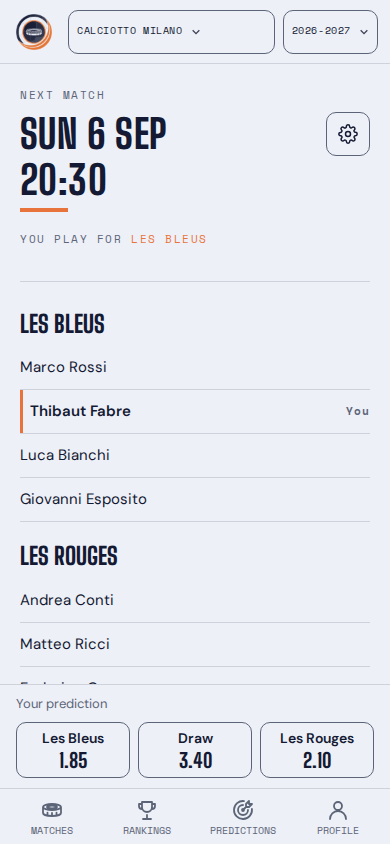 CALCIOTTO MILANO
2026-2027
NEXT MATCH
SUN 6 SEP
20:30
YOU PLAY FOR LES BLEUS
LES BLEUS
Marco Rossi
Thibaut Fabre You
Luca Bianchi
Giovanni Esposito
LES ROUGES
Andrea Conti
Matteo Ricci
Your prediction
Les Bleus Draw Les Rouges
1.85 3.40 2.10
MATCHES RANKINGS PREDICTIONS PROFILE